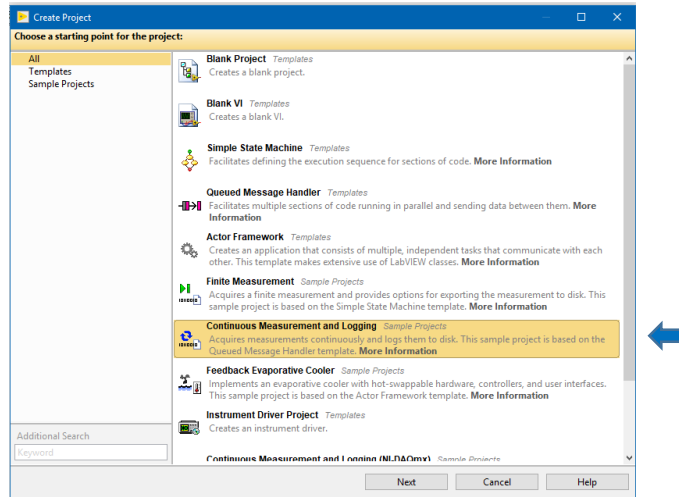 Create Project
Choose a starting point for the project:
All
Templates
Sample Projects
Blank Project Templates
Creates a blank project.
Blank VI Templates
Creates a blank VI.
Simple State Machine Templates
Facilitates defining the execution sequence for sections of code. More Information
Queued Message Handler Templates
Facilitates multiple sections of code running in parallel and sending data between them. More
Information
Actor Framework Templates
Creates an application that consists of multiple, independent tasks that communicate with each
other. This template makes extensive use of LabVIEW classes. More Information
Finite Measurement Sample Projects
Acquires a finite measurement and provides options for exporting the measurement to disk. This
sample project is based on the Simple State Machine template. More Information
Continuous Measurement and Logging Sample Projects
Acquires measurements continuously and logs them to disk. This sample project is based on the
Queued Message Handler template. More Information
Feedback Evaporative Cooler Sample Projects
Implements an evaporative cooler with hot-swappable hardware, controllers, and user interfaces.
This sample project is based on the Actor Framework template. More Information
Instrument Driver Project Templates
Creates an instrument driver.
Continuous Measurement and Logging (NI-DAQmx) Sample Projects
Additional Search
Keyword
Next
Cancel
Help